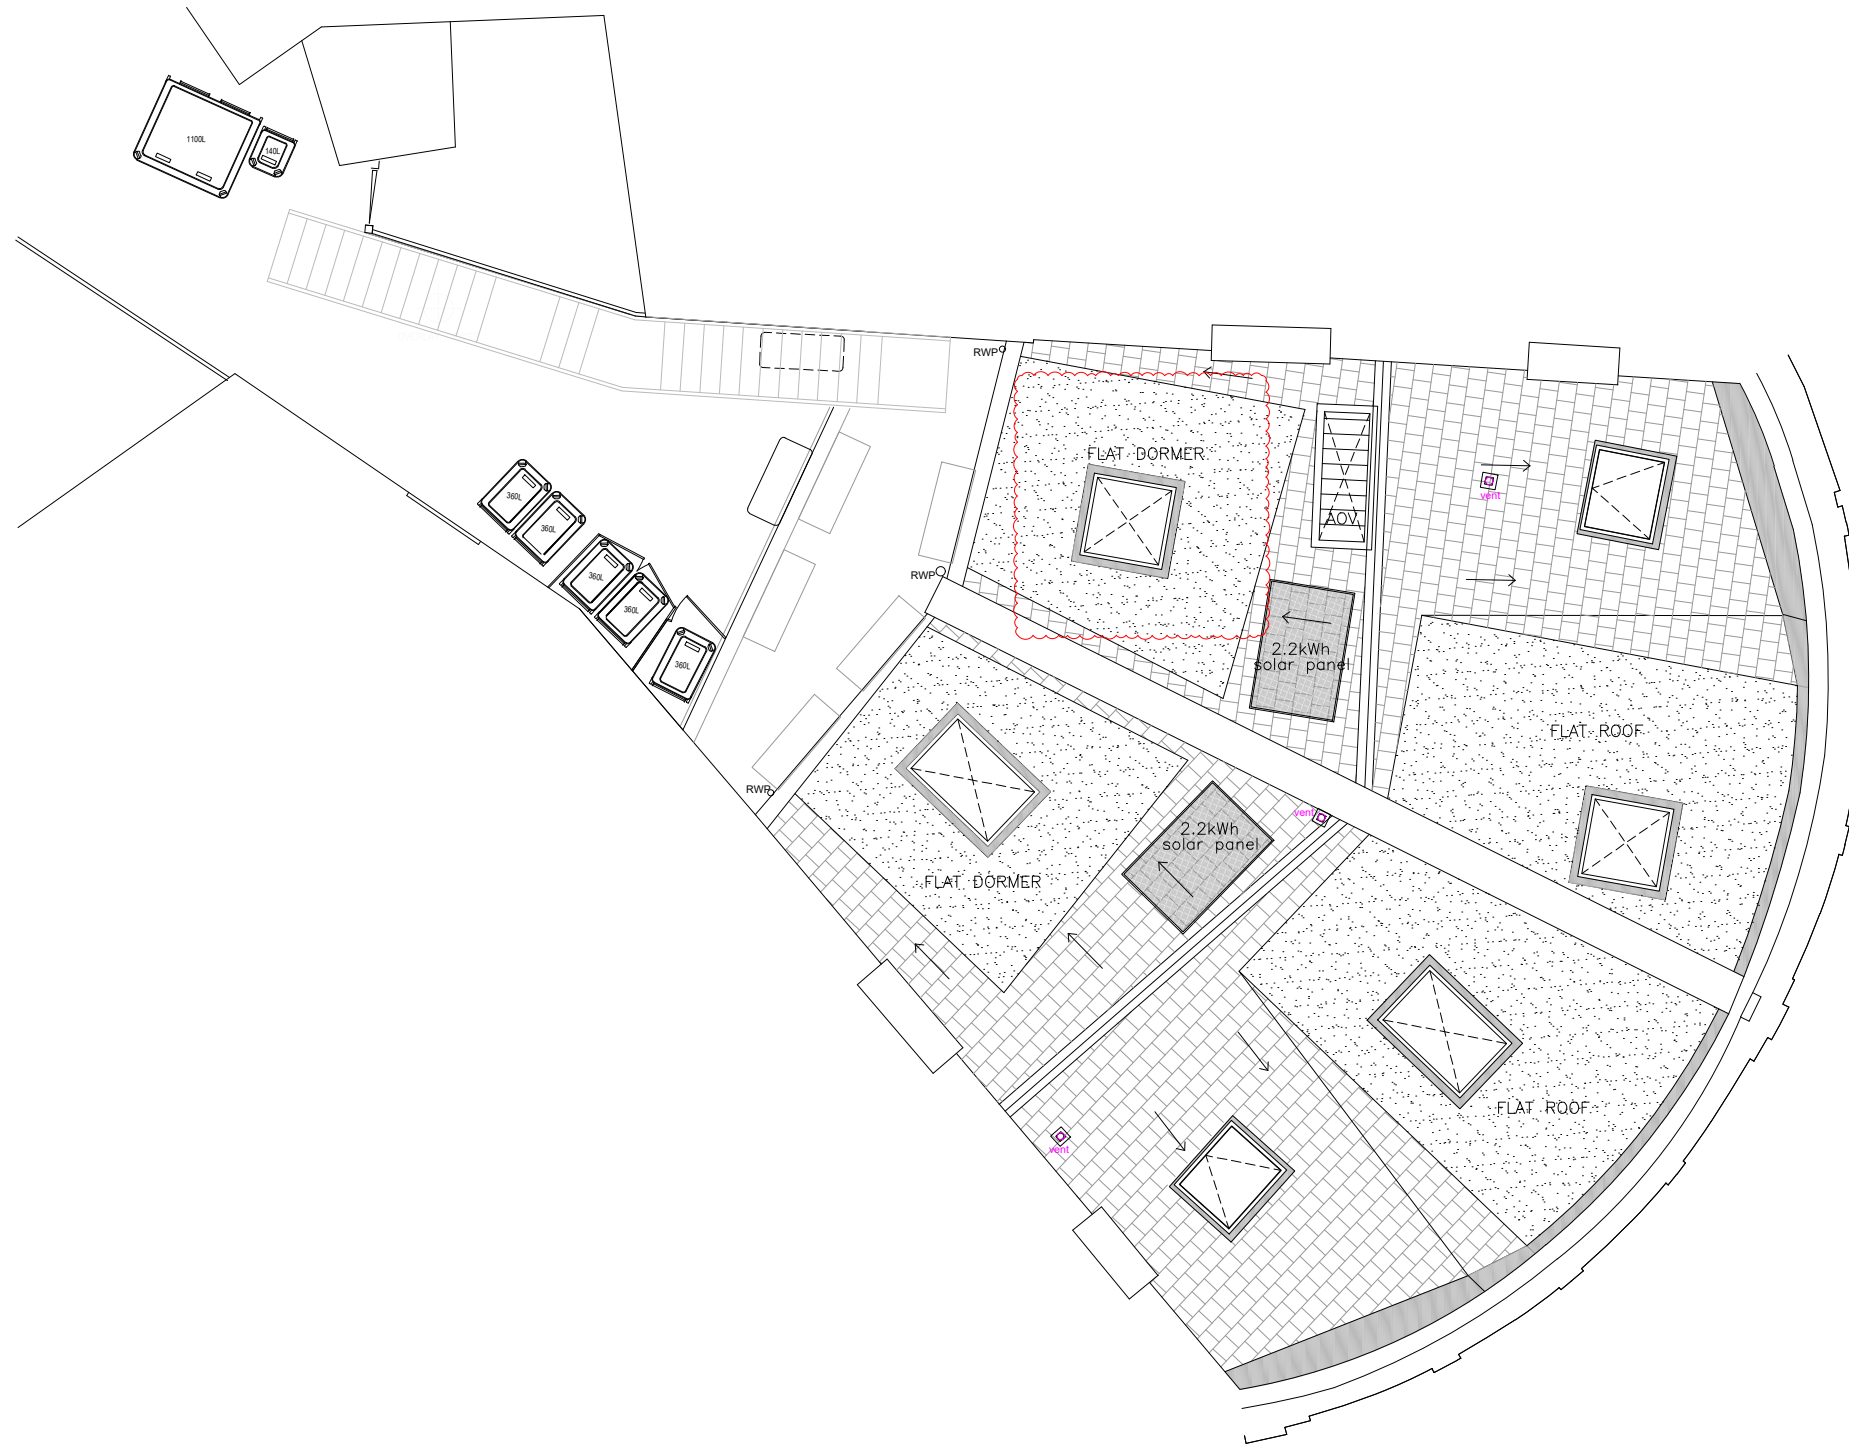 1100L
140L
RWP
FLAT DORMER
360L
vent
360L
AOV
360L
RWP
360L
2.2kWh
solar panel
360L
FLAT ROOF
RWP
vent
2.2kWh
solar panel
FLAT DORMER
FLAT ROOF
vent